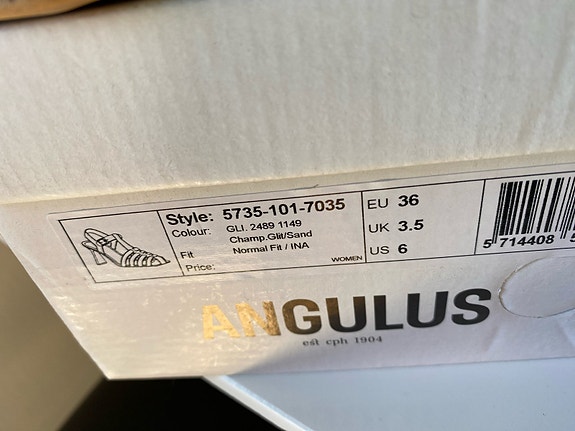 Style: 5735-101-7035
Colour: GLI. 2489 1149
Champ.Glit/Sand
Fit Normal Fit / INA
Price:
WOMEN
EU 36
UK 3.5
US 6
5 714408
ANGULUS
est cph 1904